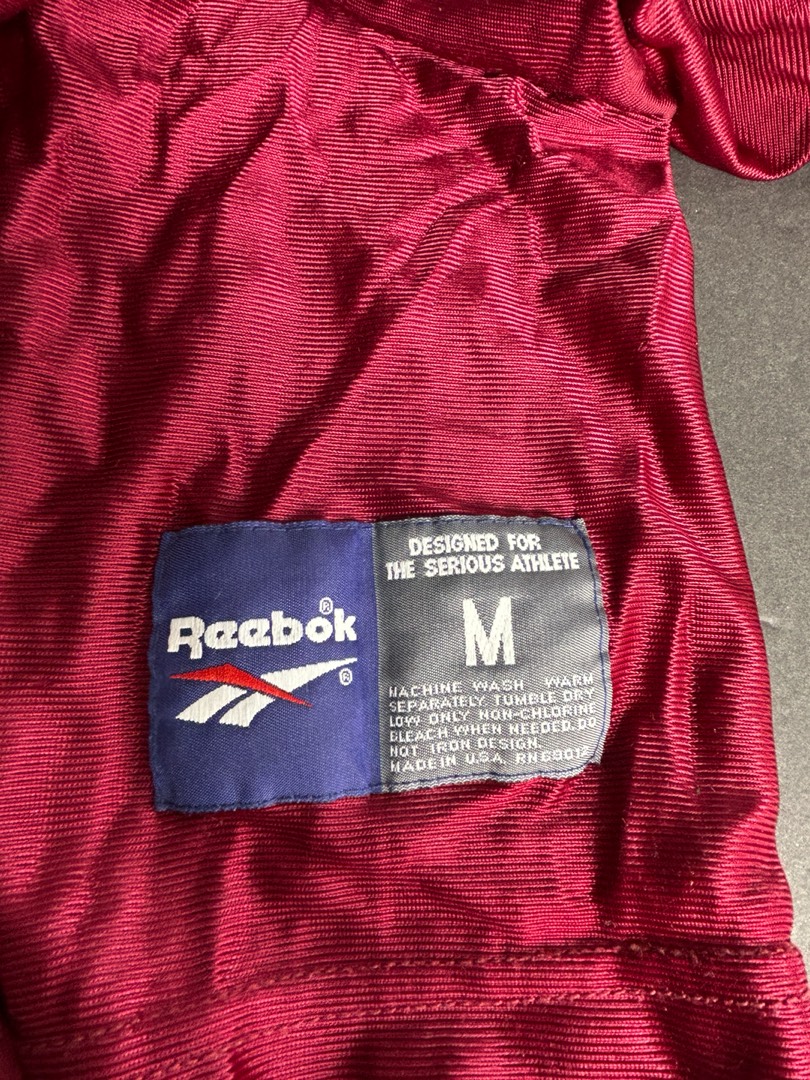 Reebok®
®
DESIGNED FOR
THE SERIOUS ATHLETE
M
MACHINE WASH WARM
SEPARATELY TUMBLE DRY
LOW ONLY NON-CHLORINE
BLEACH WHEN NEEDED. DO
NOT IRON DESIGN.
MADE IN U.S.A. RN68012